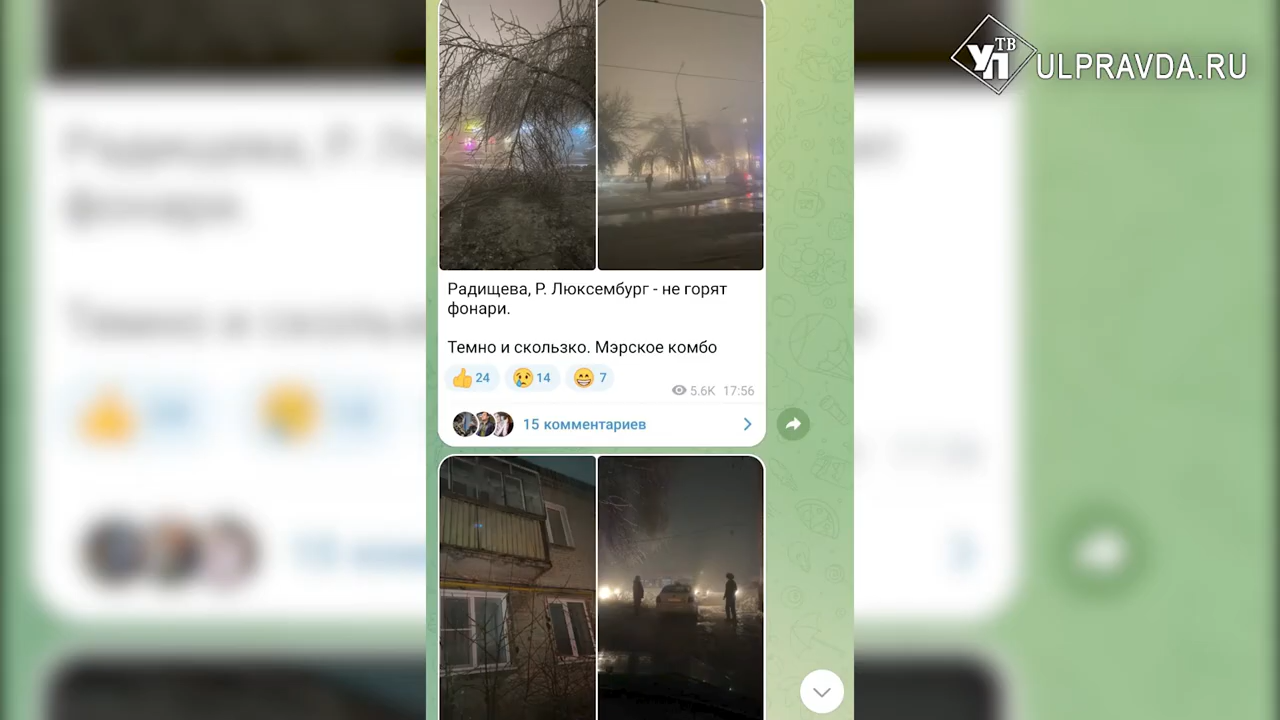 УП ТВ
ULPRAVDA.RU
Радищева, Р. Люксембург - не горят
фонари.
Темно и скользко. Мэрское комбо
24
14
7
5.6K 17:56
15 комментариев